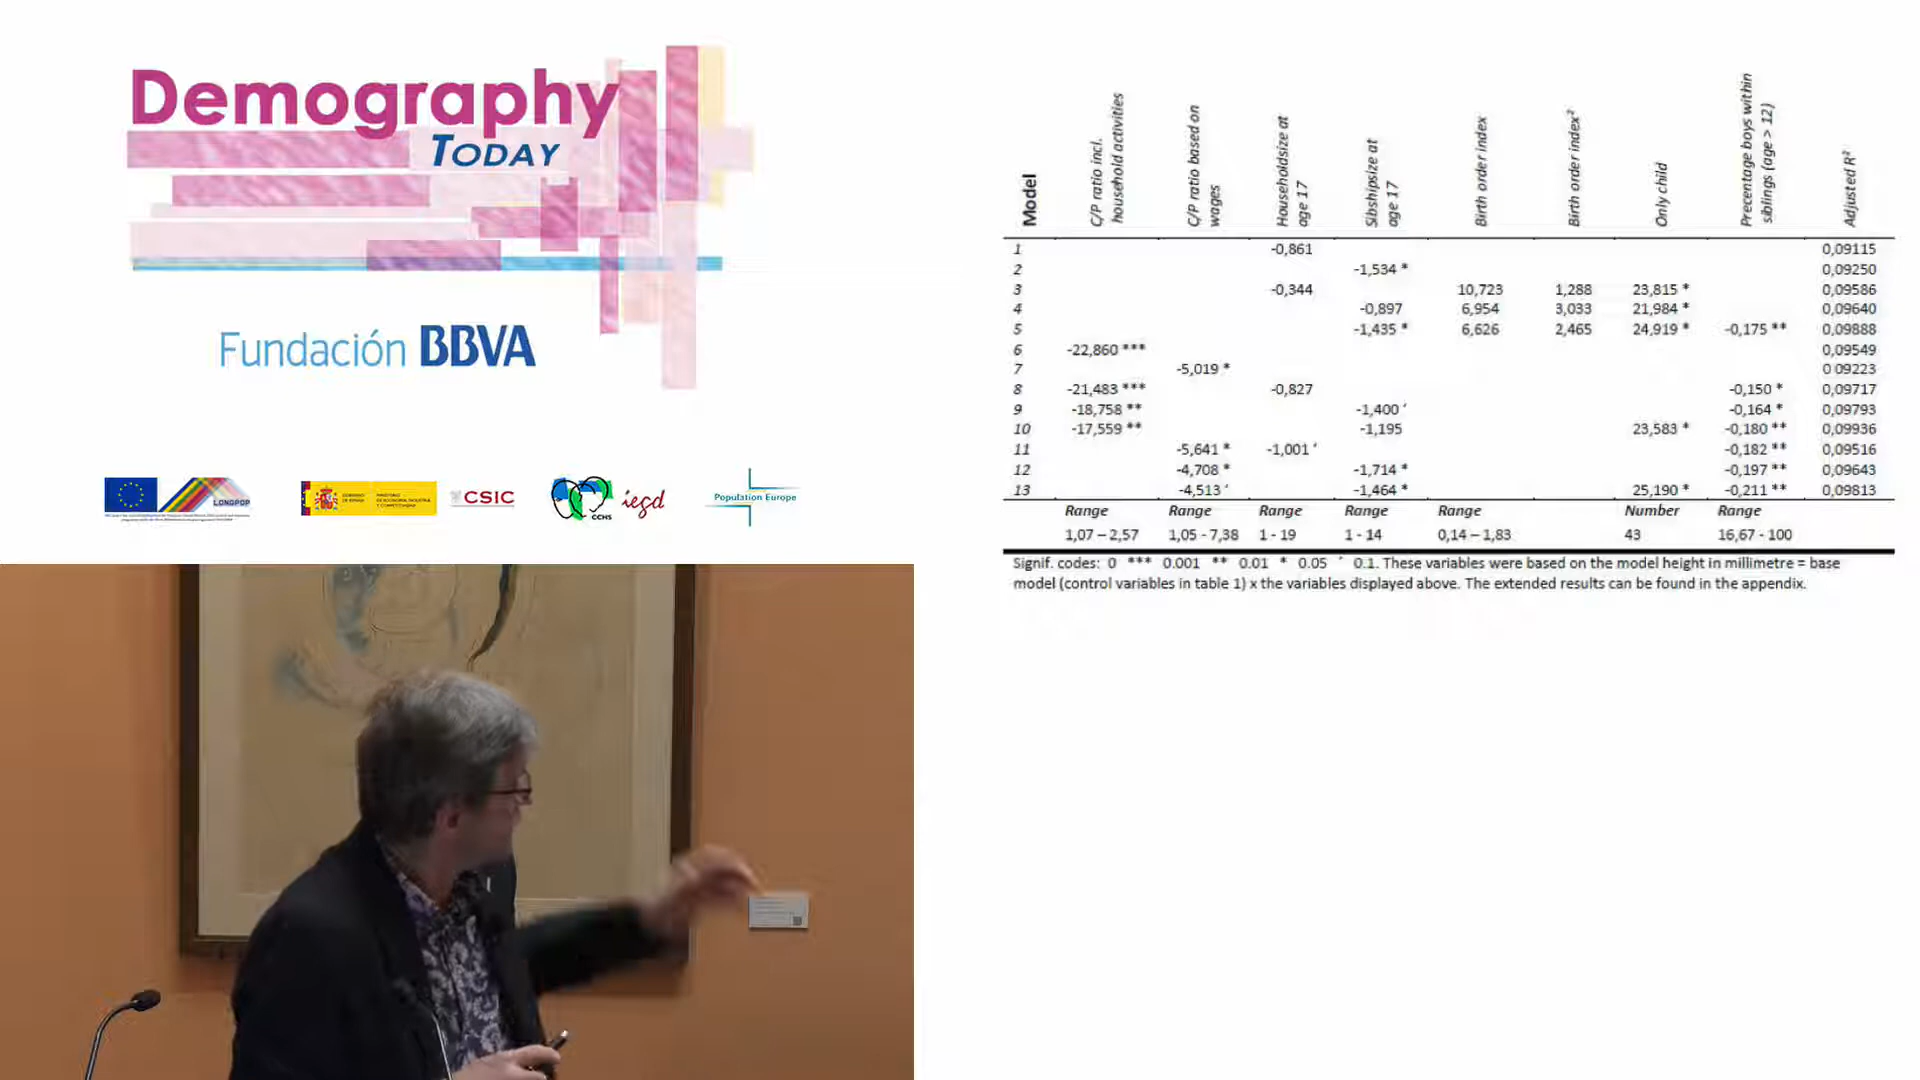 Demography
TODAY
Fundación BBVA
LONGPOP
CSIC
CCHS
iegd
Population Europe
Model
C/P ratio incl. household activities
C/P ratio based on wages
Householdsize at age 17
Sibshipsize at age 17
Birth order index
Birth order index²
Only child
Precentage boys within siblings (age > 12)
Adjusted R²
1 -0,861 0,09115
2 -1,534 * 0,09250
3 -0,344 10,723 1,288 23,815 * 0,09586
4 -0,897 6,954 3,033 21,984 * 0,09640
5 -1,435 * 6,626 2,465 24,919 * -0,175 ** 0,09888
6 -22,860 *** 0,09549
7 -5,019 * 0 09223
8 -21,483 *** -0,827 -0,150 * 0,09717
9 -18,758 ** -1,400 ′ -0,164 * 0,09793
10 -17,559 ** -1,195 23,583 * -0,180 ** 0,09936
11 -5,641 * -1,001 ′ -0,182 ** 0,09516
12 -4,708 * -1,714 * -0,197 ** 0,09643
13 -4,513 ′ -1,464 * 25,190 * -0,211 ** 0,09813
Range Range Range Range Range Number Range
1,07 – 2,57 1,05 - 7,38 1 - 19 1 - 14 0,14 – 1,83 43 16,67 - 100
Signif. codes: 0 *** 0.001 ** 0.01 * 0.05 ′ 0.1. These variables were based on the model height in millimetre = base
model (control variables in table 1) x the variables displayed above. The extended results can be found in the appendix.